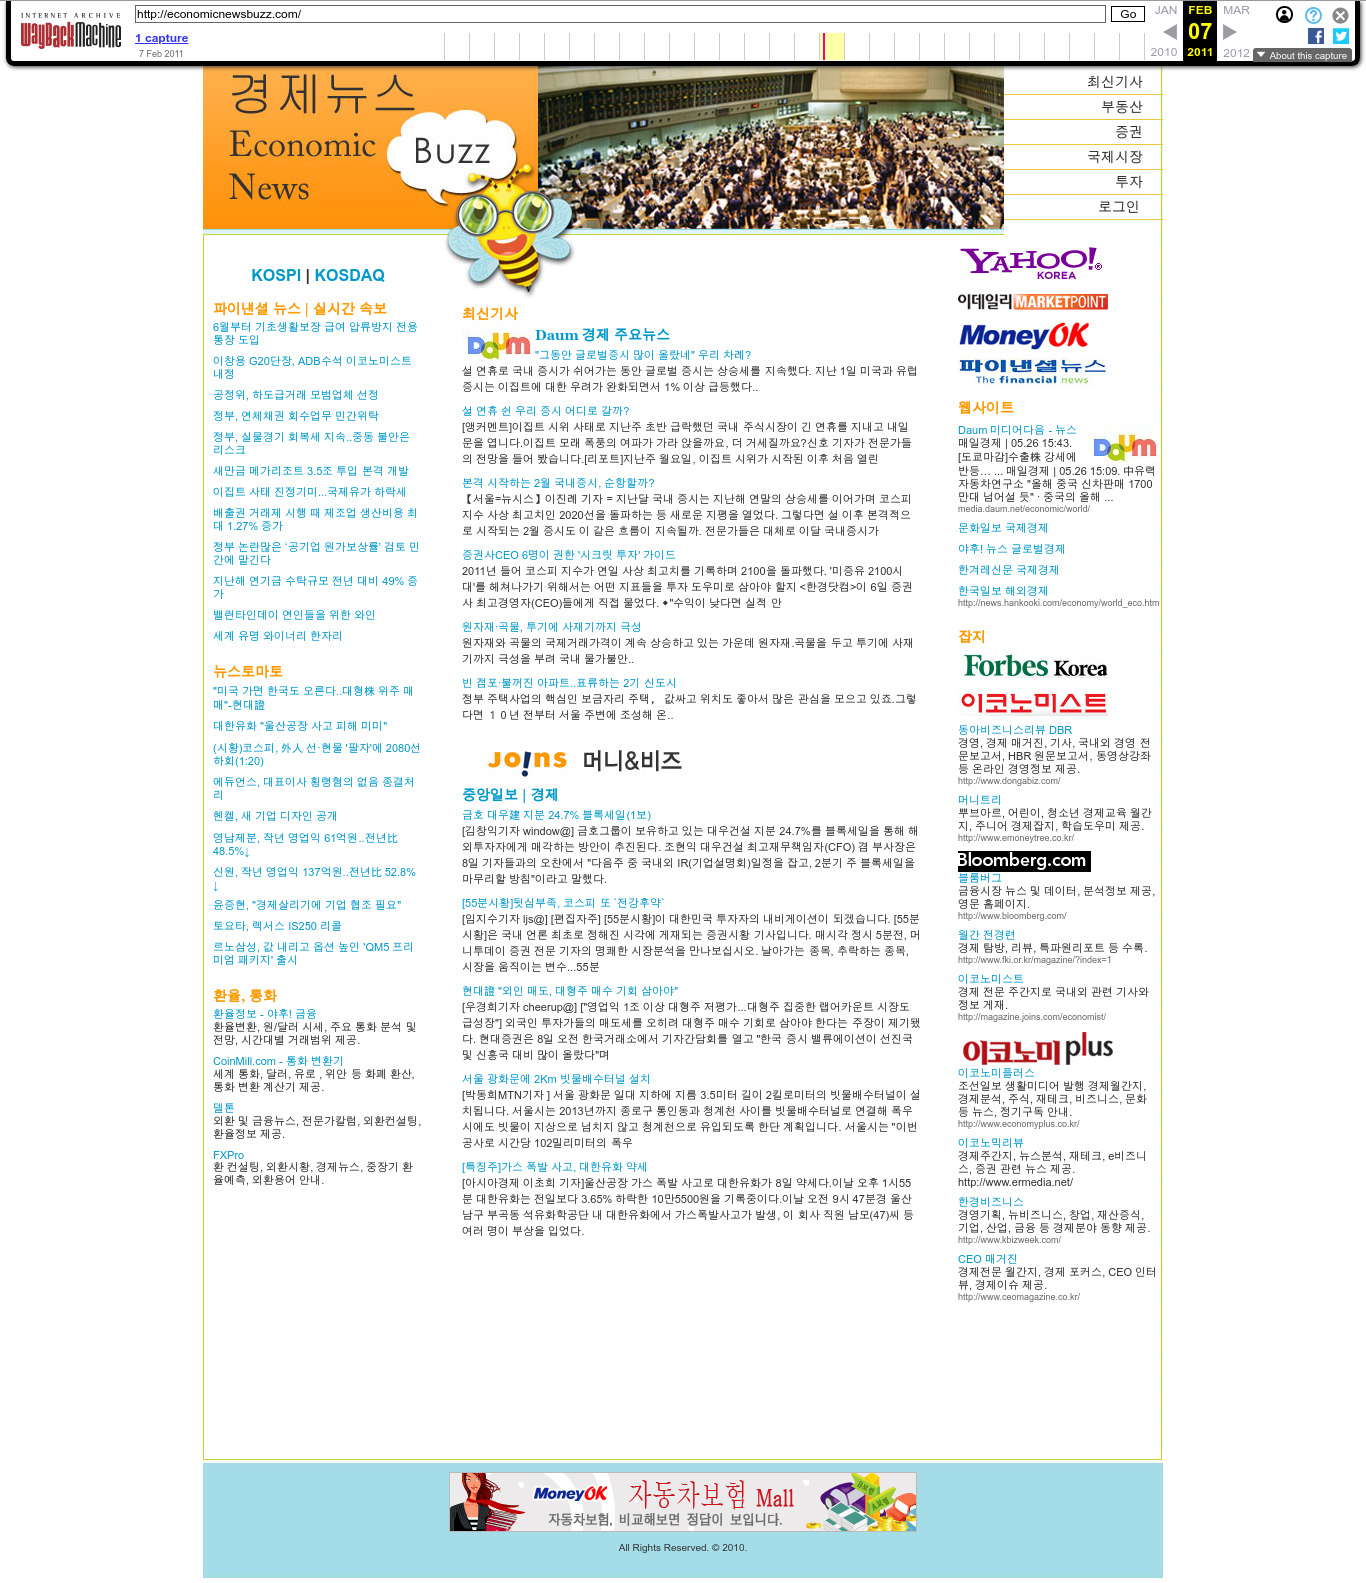 INTERNET ARCHIVE
WayBackMachine
http://economicnewsbuzz.com/
Go
1 capture
7 Feb 2011
JAN
FEB
MAR
07
2010
2011
2012
About this capture
경제뉴스
Economic
News
Buzz
최신기사
부동산
증권
국제시장
투자
로그인
KOSPI | KOSDAQ
파이낸셜 뉴스 | 실시간 속보
6월부터 기초생활보장 급여 압류방지 전용
통장 도입
이창용 G20단장, ADB수석 이코노미스트
내정
공정위, 하도급거래 모범업체 선정
정부, 연체채권 회수업무 민간위탁
정부, 실물경기 회복세 지속..중동 불안은
리스크
새만금 메가리조트 3.5조 투입 본격 개발
이집트 사태 진정기미...국제유가 하락세
배출권 거래제 시행 때 제조업 생산비용 최
대 1.27% 증가
정부 논란많은 '공기업 원가보상률' 검토 민
간에 맡긴다
지난해 연기금 수탁규모 전년 대비 49% 증
가
밸런타인데이 연인들을 위한 와인
세계 유명 와이너리 한자리
뉴스토마토
"미국 가면 한국도 오른다..대형株 위주 매
매"-현대證
대한유화 "울산공장 사고 피해 미미"
(시황)코스피, 外人 선·현물 '팔자'에 2080선
하회(1:20)
에듀언스, 대표이사 횡령혐의 없음 종결처
리
헨켈, 새 기업 디자인 공개
영남제분, 작년 영업익 61억원..전년比
48.5%↓
신원, 작년 영업익 137억원..전년比 52.8%
↓
윤증현, "경제살리기에 기업 협조 필요"
토요타, 렉서스 IS250 리콜
르노삼성, 값 내리고 옵션 높인 'QM5 프리
미엄 패키지' 출시
환율, 통화
환율정보 - 야후! 금융
환율변환, 원/달러 시세, 주요 통화 분석 및
전망, 시간대별 거래범위 제공.
CoinMill.com - 통화 변환기
세계 통화, 달러, 유로 , 위안 등 화폐 환산,
통화 변환 계산기 제공.
델톤
외환 및 금융뉴스, 전문가칼럼, 외환컨설팅,
환율정보 제공.
FXPro
환 컨설팅, 외환시황, 경제뉴스, 중장기 환
율예측, 외환용어 안내.
최신기사
Daum
Daum 경제 주요뉴스
"그동안 글로벌증시 많이 올랐네" 우리 차례?
설 연휴로 국내 증시가 쉬어가는 동안 글로벌 증시는 상승세를 지속했다. 지난 1일 미국과 유럽
증시는 이집트에 대한 우려가 완화되면서 1% 이상 급등했다..
설 연휴 쉰 우리 증시 어디로 갈까?
[앵커멘트]이집트 시위 사태로 지난주 초반 급락했던 국내 주식시장이 긴 연휴를 지내고 내일
문을 엽니다.이집트 모래 폭풍의 여파가 가라 앉을까요, 더 거세질까요?신호 기자가 전문가들
의 전망을 들어 봤습니다.[리포트]지난주 월요일, 이집트 시위가 시작된 이후 처음 열린
본격 시작하는 2월 국내증시, 순항할까?
【서울=뉴시스】이진례 기자 = 지난달 국내 증시는 지난해 연말의 상승세를 이어가며 코스피
지수 사상 최고치인 2020선을 돌파하는 등 새로운 지평을 열었다. 그렇다면 설 이후 본격적으
로 시작되는 2월 증시도 이 같은 흐름이 지속될까. 전문가들은 대체로 이달 국내증시가
증권사CEO 6명이 권한 '시크릿 투자' 가이드
2011년 들어 코스피 지수가 연일 사상 최고치를 기록하며 2100을 돌파했다. '미증유 2100시
대'를 헤쳐나가기 위해서는 어떤 지표들을 투자 도우미로 삼아야 할지 <한경닷컴>이 6일 증권
사 최고경영자(CEO)들에게 직접 물었다. ◆"수익이 낮다면 실적 안
원자재·곡물, 투기에 사재기까지 극성
원자재와 곡물의 국제거래가격이 계속 상승하고 있는 가운데 원자재.곡물을 두고 투기에 사재
기까지 극성을 부려 국내 물가불안..
빈 점포·불꺼진 아파트..표류하는 2기 신도시
정부 주택사업의 핵심인 보금자리 주택， 값싸고 위치도 좋아서 많은 관심을 모으고 있죠.그렇
다면 １０년 전부터 서울 주변에 조성해 온..
Joins 머니&비즈
중앙일보 | 경제
금호 대우建 지분 24.7% 블록세일(1보)
[김창익기자 window@] 금호그룹이 보유하고 있는 대우건설 지분 24.7%를 블록세일을 통해 해
외투자자에게 매각하는 방안이 추진된다. 조현익 대우건설 최고재무책임자(CFO) 겸 부사장은
8일 기자들과의 오찬에서 "다음주 중 국내외 IR(기업설명회)일정을 잡고, 2분기 주 블록세일을
마무리할 방침"이라고 말했다.
[55분시황]뒷심부족, 코스피 또 `전강후약`
[임지수기자 ljs@] [편집자주] [55분시황]이 대한민국 투자자의 내비게이션이 되겠습니다. [55분
시황]은 국내 언론 최초로 정해진 시각에 게재되는 증권시황 기사입니다. 매시각 정시 5분전, 머
니투데이 증권 전문 기자의 명쾌한 시장분석을 만나보십시오. 날아가는 종목, 추락하는 종목,
시장을 움직이는 변수...55분
현대證 "외인 매도, 대형주 매수 기회 삼아야"
[우경희기자 cheerup@] ["영업익 1조 이상 대형주 저평가...대형주 집중한 랩어카운트 시장도
급성장"] 외국인 투자가들의 매도세를 오히려 대형주 매수 기회로 삼아야 한다는 주장이 제기됐
다. 현대증권은 8일 오전 한국거래소에서 기자간담회를 열고 "한국 증시 밸류에이션이 선진국
및 신흥국 대비 많이 올랐다"며
서울 광화문에 2Km 빗물배수터널 설치
[박동희MTN기자 ] 서울 광화문 일대 지하에 지름 3.5미터 길이 2킬로미터의 빗물배수터널이 설
치됩니다. 서울시는 2013년까지 종로구 통인동과 청계천 사이를 빗물배수터널로 연결해 폭우
시에도 빗물이 지상으로 넘치지 않고 청계천으로 유입되도록 한단 계획입니다. 서울시는 "이번
공사로 시간당 102밀리미터의 폭우
[특징주]가스 폭발 사고, 대한유화 약세
[아시아경제 이초희 기자]울산공장 가스 폭발 사고로 대한유화가 8일 약세다.이날 오후 1시55
분 대한유화는 전일보다 3.65% 하락한 10만5500원을 기록중이다.이날 오전 9시 47분경 울산
남구 부곡동 석유화학공단 내 대한유화에서 가스폭발사고가 발생, 이 회사 직원 남모(47)씨 등
여러 명이 부상을 입었다.
YAHOO!
KOREA
이데일리 MARKETPOINT
MoneyOK
파이낸셜뉴스
The financial news
웹사이트
Daum 미디어다음 - 뉴스
매일경제 | 05.26 15:43.
[도쿄마감]수출株 강세에
반등… ... 매일경제 | 05.26 15:09. 中유력
자동차연구소 "올해 중국 신차판매 1700
만대 넘어설 듯" · 중국의 올해 ...
media.daum.net/economic/world/
Daum
문화일보 국제경제
야후! 뉴스 글로벌경제
한겨레신문 국제경제
한국일보 해외경제
http://news.hankooki.com/economy/world_eco.htm
잡지
Forbes Korea
이코노미스트
동아비즈니스리뷰 DBR
경영, 경제 매거진, 기사, 국내외 경영 전
문보고서, HBR 원문보고서, 동영상강좌
등 온라인 경영정보 제공.
http://www.dongabiz.com/
머니트리
뿌브아르, 어린이, 청소년 경제교육 월간
지, 주니어 경제잡지, 학습도우미 제공.
http://www.emoneytree.co.kr/
Bloomberg.com
블룸버그
금융시장 뉴스 및 데이터, 분석정보 제공,
영문 홈페이지.
http://www.bloomberg.com/
월간 전경련
경제 탐방, 리뷰, 특파원리포트 등 수록.
http://www.fki.or.kr/magazine/?index=1
이코노미스트
경제 전문 주간지로 국내외 관련 기사와
정보 게재.
http://magazine.joins.com/economist/
이코노미plus
이코노미플러스
조선일보 생활미디어 발행 경제월간지,
경제분석, 주식, 재테크, 비즈니스, 문화
등 뉴스, 정기구독 안내.
http://www.economyplus.co.kr/
이코노믹리뷰
경제주간지, 뉴스분석, 재테크, e비즈니
스, 증권 관련 뉴스 제공.
http://www.ermedia.net/
한경비즈니스
경영기획, 뉴비즈니스, 창업, 재산증식,
기업, 산업, 금융 등 경제분야 동향 제공.
http://www.kbizweek.com/
CEO 매거진
경제전문 월간지, 경제 포커스, CEO 인터
뷰, 경제이슈 제공.
http://www.ceomagazine.co.kr/
MoneyOK 자동차보험 Mall
자동차보험, 비교해보면 정답이 보입니다.
All Rights Reserved. © 2010.